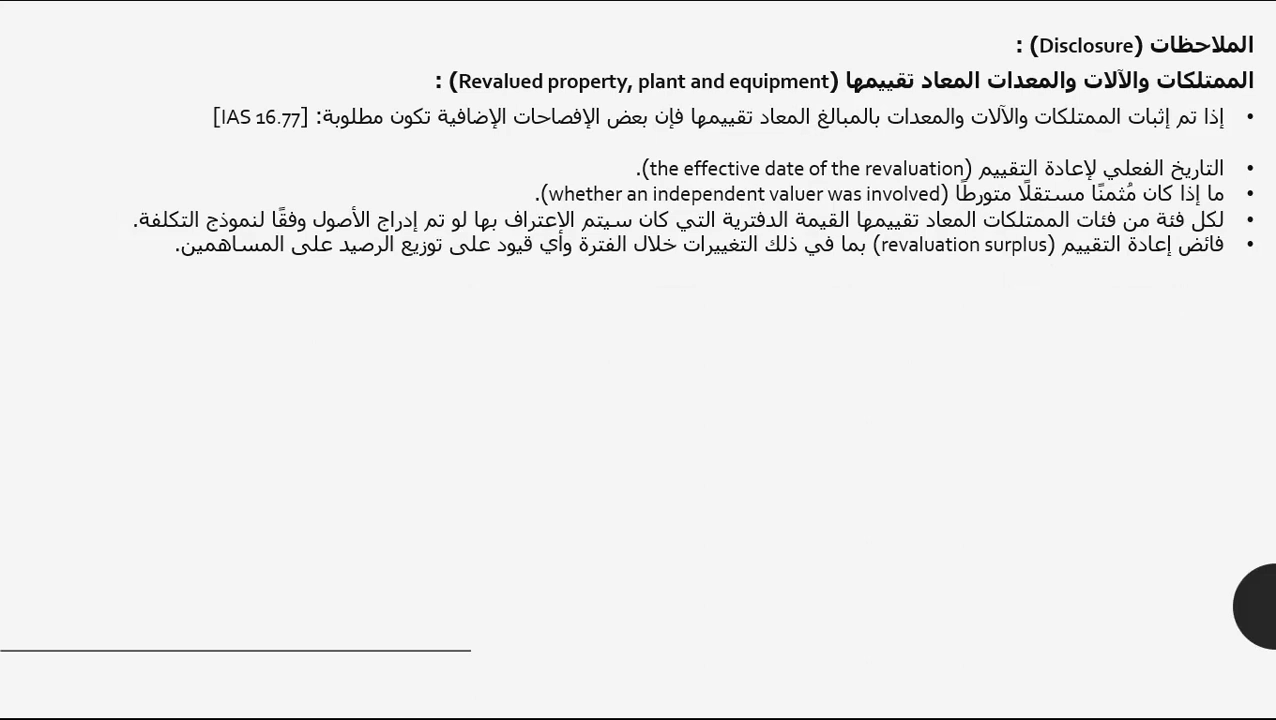 الملاحظات (Disclosure) :
الممتلكات والآلات والمعدات المعاد تقييمها (Revalued property, plant and equipment) :
• إذا تم إثبات الممتلكات والآلات والمعدات بالمبالغ المعاد تقييمها فإن بعض الإفصاحات الإضافية تكون مطلوبة: [IAS 16.77]
• التاريخ الفعلي لإعادة التقييم (the effective date of the revaluation).
• ما إذا كان مُثمنًا مستقلًا متورطًا (whether an independent valuer was involved).
• لكل فئة من فئات الممتلكات المعاد تقييمها القيمة الدفترية التي كان سيتم الاعتراف بها لو تم إدراج الأصول وفقًا لنموذج التكلفة.
• فائض إعادة التقييم (revaluation surplus) بما في ذلك التغييرات خلال الفترة وأي قيود على توزيع الرصيد على المساهمين.